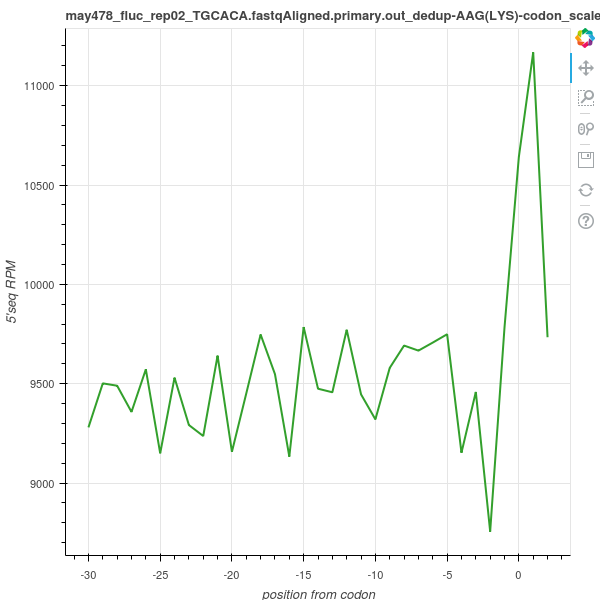 may478_fluc_rep02_TGCACA.fastqAligned.primary.out_dedup-AAG(LYS)-codon_scale
11000
10500
10000
9500
9000
5'seq RPM
-30 -25 -20 -15 -10 -5 0
position from codon